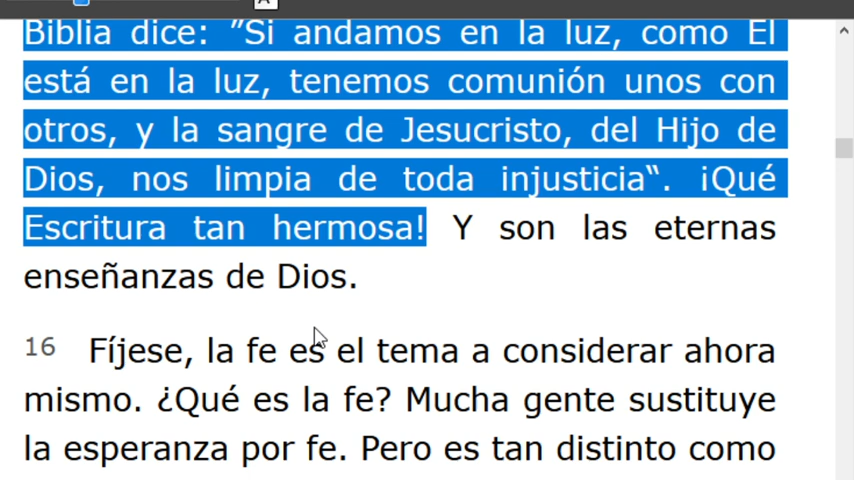 Biblia dice: ″Si andamos en la luz, como Él
está en la luz, tenemos comunión unos con
otros, y la sangre de Jesucristo, del Hijo de
Dios, nos limpia de toda injusticia‶. ¡Qué
Escritura tan hermosa! Y son las eternas
enseñanzas de Dios.
16 Fíjese, la fe es el tema a considerar ahora
mismo. ¿Qué es la fe? Mucha gente sustituye
la esperanza por fe. Pero es tan distinto como